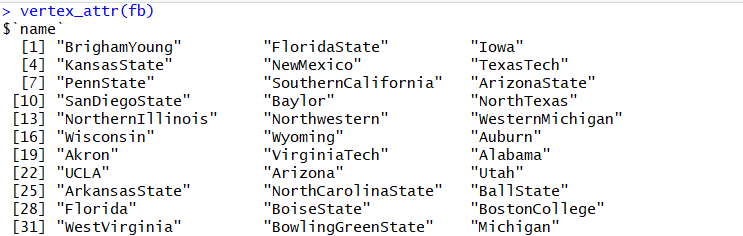 > vertex_attr(fb)
$`name`
[1] "BrighamYoung" "FloridaState" "Iowa"
[4] "KansasState" "NewMexico" "TexasTech"
[7] "PennState" "SouthernCalifornia" "ArizonaState"
[10] "SanDiegoState" "Baylor" "NorthTexas"
[13] "NorthernIllinois" "Northwestern" "WesternMichigan"
[16] "Wisconsin" "Wyoming" "Auburn"
[19] "Akron" "VirginiaTech" "Alabama"
[22] "UCLA" "Arizona" "Utah"
[25] "ArkansasState" "NorthCarolinaState" "BallState"
[28] "Florida" "BoiseState" "BostonCollege"
[31] "WestVirginia" "BowlingGreenState" "Michigan"